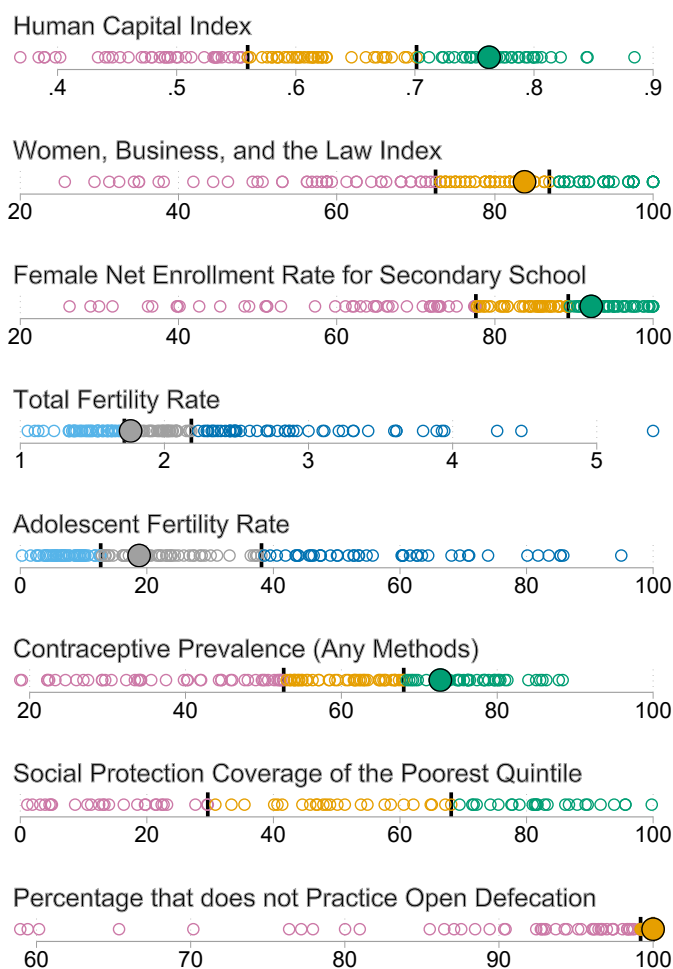 Human Capital Index
.4 .5 .6 .7 .8 .9
Women, Business, and the Law Index
20 40 60 80 100
Female Net Enrollment Rate for Secondary School
20 40 60 80 100
Total Fertility Rate
1 2 3 4 5
Adolescent Fertility Rate
0 20 40 60 80 100
Contraceptive Prevalence (Any Methods)
20 40 60 80 100
Social Protection Coverage of the Poorest Quintile
0 20 40 60 80 100
Percentage that does not Practice Open Defecation
60 70 80 90 100